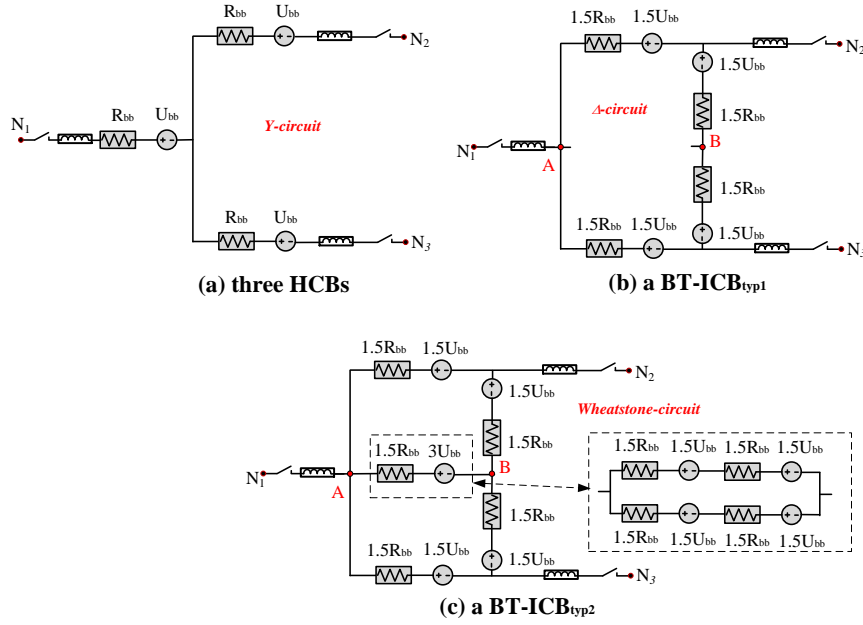 Rbb Ubb
N2
N1
Rbb Ubb
Y-circuit
Rbb Ubb
N3
(a) three HCBs
1.5Rbb 1.5Ubb
N2
1.5Ubb
Δ-circuit
1.5Rbb
N1
A
B
1.5Rbb
1.5Rbb 1.5Ubb
1.5Ubb
N3
(b) a BT-ICBtyp1
1.5Rbb 1.5Ubb
N2
1.5Ubb
Wheatstone-circuit
1.5Rbb
1.5Rbb 3Ubb
N1
A
B
1.5Rbb
1.5Rbb 1.5Ubb
1.5Ubb
N3
1.5Rbb 1.5Ubb 1.5Rbb 1.5Ubb
1.5Rbb 1.5Ubb 1.5Rbb 1.5Ubb
(c) a BT-ICBtyp2